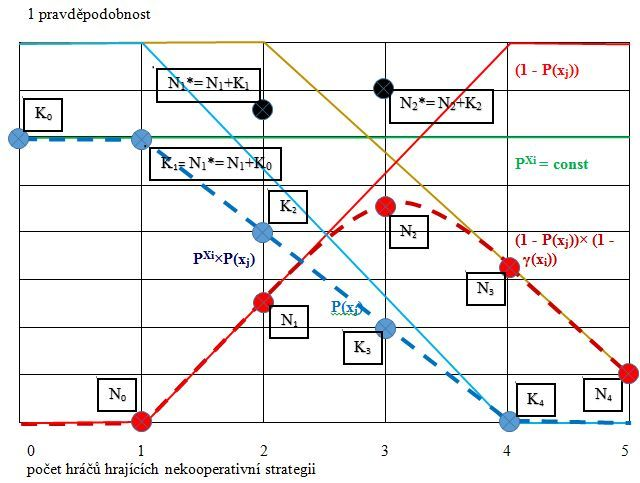 1 pravděpodobnost
N₁*= N₁+K₁
N₂*= N₂+K₂
(1 - P(xⱼ))
K₀
K₁= N₁*= N₁+K₀
Pˣⁱ = const
K₂
N₂
Pˣⁱ×P(xⱼ)
(1 - P(xⱼ))× (1 -
γ(xᵢ))
N₃
P(xⱼ)
N₁
K₃
N₀
K₄
N₄
0 1 2 3 4 5
počet hráčů hrajících nekooperativní strategii